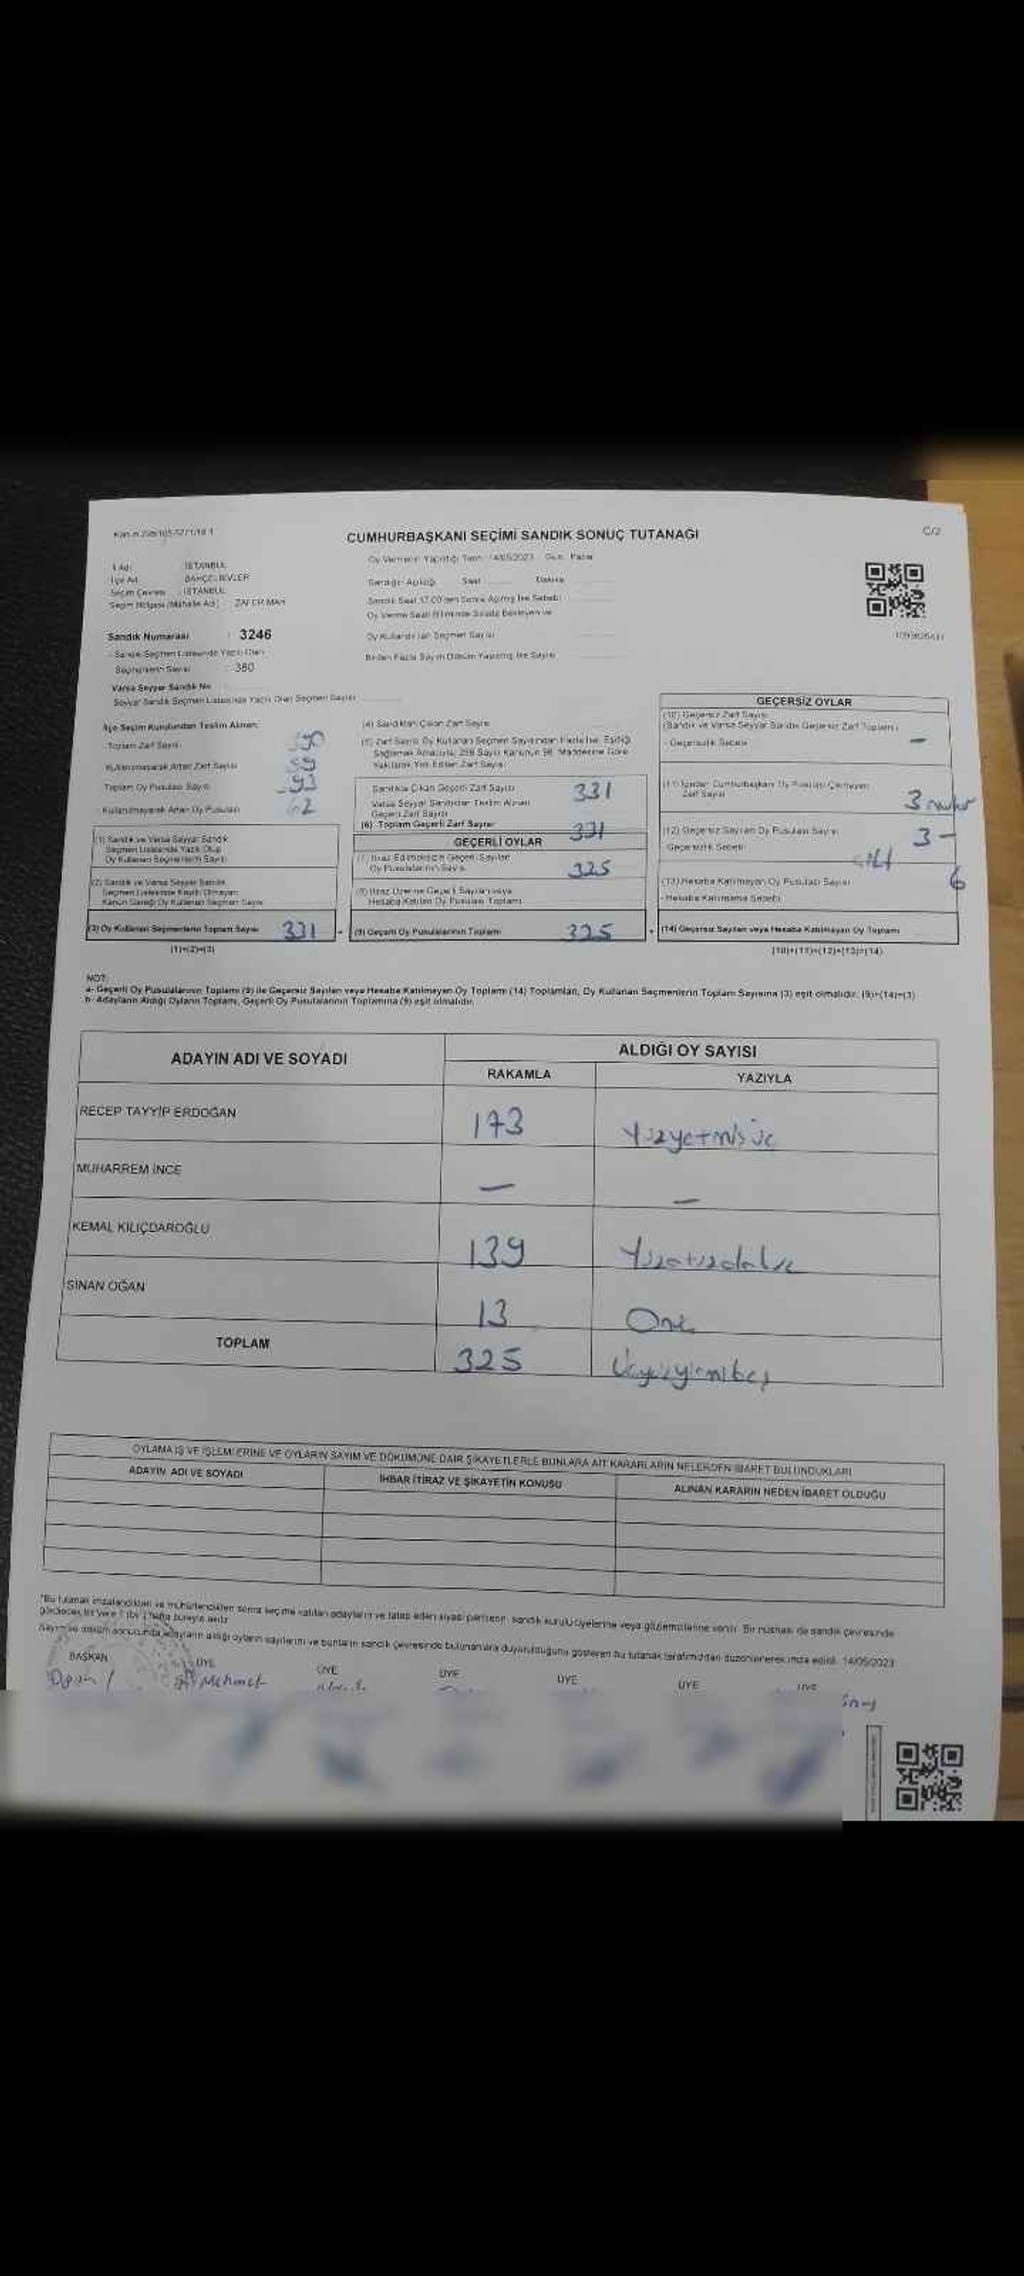 CUMHURBAŞKANI SEÇİMİ SANDIK SONUÇ TUTANAĞI
C/2
İl Adı : İSTANBUL
İlçe Adı : BAHÇELİEVLER
Seçim Çevresi : İSTANBUL
Seçim Bölgesi (Mahalle Adı) : ZAFER MAH
Oy Vermenin Yapıldığı Tarih : 14/05/2023 Gün : Pazar
Sandığın Açıldığı Saat Dakika
Sandık Saat 17.00'den Sonra Açılmış İse Sebebi
Oy Verme Saati Bitiminde Sırada Bekleyen ve
Oy Kullandırılan Seçmen Sayısı
Birden Fazla Sayım Döküm Yapılmış İse Sayısı
Sandık Numarası : 3246
- Sandık Seçmen Listesinde Yazılı Olan
Seçmenlerin Sayısı : 380
Varsa Seyyar Sandık No
Seyyar Sandık Seçmen Listesinde Yazılı Olan Seçmen Sayısı
İlçe Seçim Kurulundan Teslim Alınan:
- Toplam Zarf Sayısı
- Kullanılmayarak Artan Zarf Sayısı
Toplam Oy Pusulası Sayısı
- Kullanılmayarak Artan Oy Pusulası 62
(1) Sandık ve Varsa Seyyar Sandık
Seçmen Listesinde Yazılı Olup
Oy Kullanan Seçmenlerin Sayısı
(2) Sandık ve Varsa Seyyar Sandık
Seçmen Listesinde Kayıtlı Olmayan
Kanun Gereği Oy Kullanan Seçmen Sayısı
(3) Oy Kullanan Seçmenlerin Toplam Sayısı 331
(1)+(2)=(3)
(4) Sandıktan Çıkan Zarf Sayısı
(5) Zarf Sayısı Oy Kullanan Seçmen Sayısından Fazla İse, Eşitliği
Sağlamak Amacıyla, 298 Sayılı Kanunun 98. Maddesine Göre
Yakılarak Yok Edilen Zarf Sayısı
Sandıkta Çıkan Geçerli Zarf Sayısı 331
Varsa Seyyar Sandıktan Teslim Alınan
Geçerli Zarf Sayısı
(6) Toplam Geçerli Zarf Sayısı 331
GEÇERLİ OYLAR
(7) İtiraz Edilmeksizin Geçerli Sayılan
Oy Pusulalarının Sayısı 325
(8) İtiraz Üzerine Geçerli Sayılan veya
Hesaba Katılan Oy Pusulası Toplamı
(9) Geçerli Oy Pusulalarının Toplamı 325
GEÇERSİZ OYLAR
(10) Geçersiz Zarf Sayısı
(Sandık ve Varsa Seyyar Sandık Geçersiz Zarf Toplamı)
- Geçersizlik Sebebi –
(11) İçinden Cumhurbaşkanı Oy Pusulası Çıkmayan
Zarf Sayısı 3
(12) Geçersiz Sayılan Oy Pusulası Sayısı 3 –
Geçersizlik Sebebi
(13) Hesaba Katılmayan Oy Pusulası Sayısı 6
- Hesaba Katılmama Sebebi
(14) Geçersiz Sayılan veya Hesaba Katılmayan Oy Toplamı
(10)+(11)+(12)+(13)=(14)
NOT:
a- Geçerli Oy Pusulalarının Toplamı (9) ile Geçersiz Sayılan veya Hesaba Katılmayan Oy Toplamı (14) Toplamları, Oy Kullanan Seçmenlerin Toplam Sayısına (3) eşit olmalıdır. (9)+(14)=(3)
b- Adayların Aldığı Oyların Toplamı, Geçerli Oy Pusulalarının Toplamına (9) eşit olmalıdır.
ADAYIN ADI VE SOYADI ALDIĞI OY SAYISI
RAKAMLA YAZIYLA
RECEP TAYYİP ERDOĞAN 173 Yüzyetmişüç
MUHARREM İNCE – –
KEMAL KILIÇDAROĞLU 139 Yüzotuzdokuz
SİNAN OĞAN 13 Onüç
TOPLAM 325 Üçyüzyirmibeş
OYLAMA İŞ VE İŞLEMLERİNE VE OYLARIN SAYIM VE DÖKÜMÜNE DAİR ŞİKAYETLERLE BUNLARA AİT KARARLARIN NELERDEN İBARET BULUNDUKLARI
ADAYIN ADI VE SOYADI İHBAR İTİRAZ VE ŞİKAYETİN KONUSU ALINAN KARARIN NEDEN İBARET OLDUĞU
*Bu tutanak imzalandıktan ve mühürlendikten sonra seçime katılan adayların ve talep eden siyasi partilerin sandık kurulu üyelerine veya gözlemcilerine verilir. Bir nüshası da sandık çevresinde
görülecek bir yere 1 (bir) hafta süreyle asılır.
Sayım ve döküm sonucunda adayların aldığı oyların sayılarını ve bunların sandık çevresinde bulunanlara duyurulduğunu gösteren bu tutanak tarafımızdan düzenlenerek imza edildi. 14/05/2023
BAŞKAN ÜYE ÜYE ÜYE ÜYE ÜYE ÜYE
Mehmet